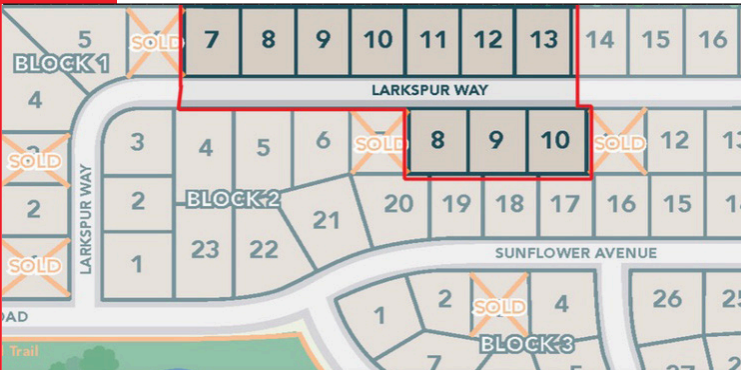 5 SOLD 7 8 9 10 11 12 13 14 15 16
BLOCK 1
LARKSPUR WAY
4
3 4 5 6 SOLD 8 9 10 SOLD 12
SOLD
LARKSPUR WAY
2 2 BLOCK 2 21 20 19 18 17 16 15
SOLD 1 23 22
SUNFLOWER AVENUE
OAD
1 2 SOLD 4 26
BLOCK 3
Trail
7